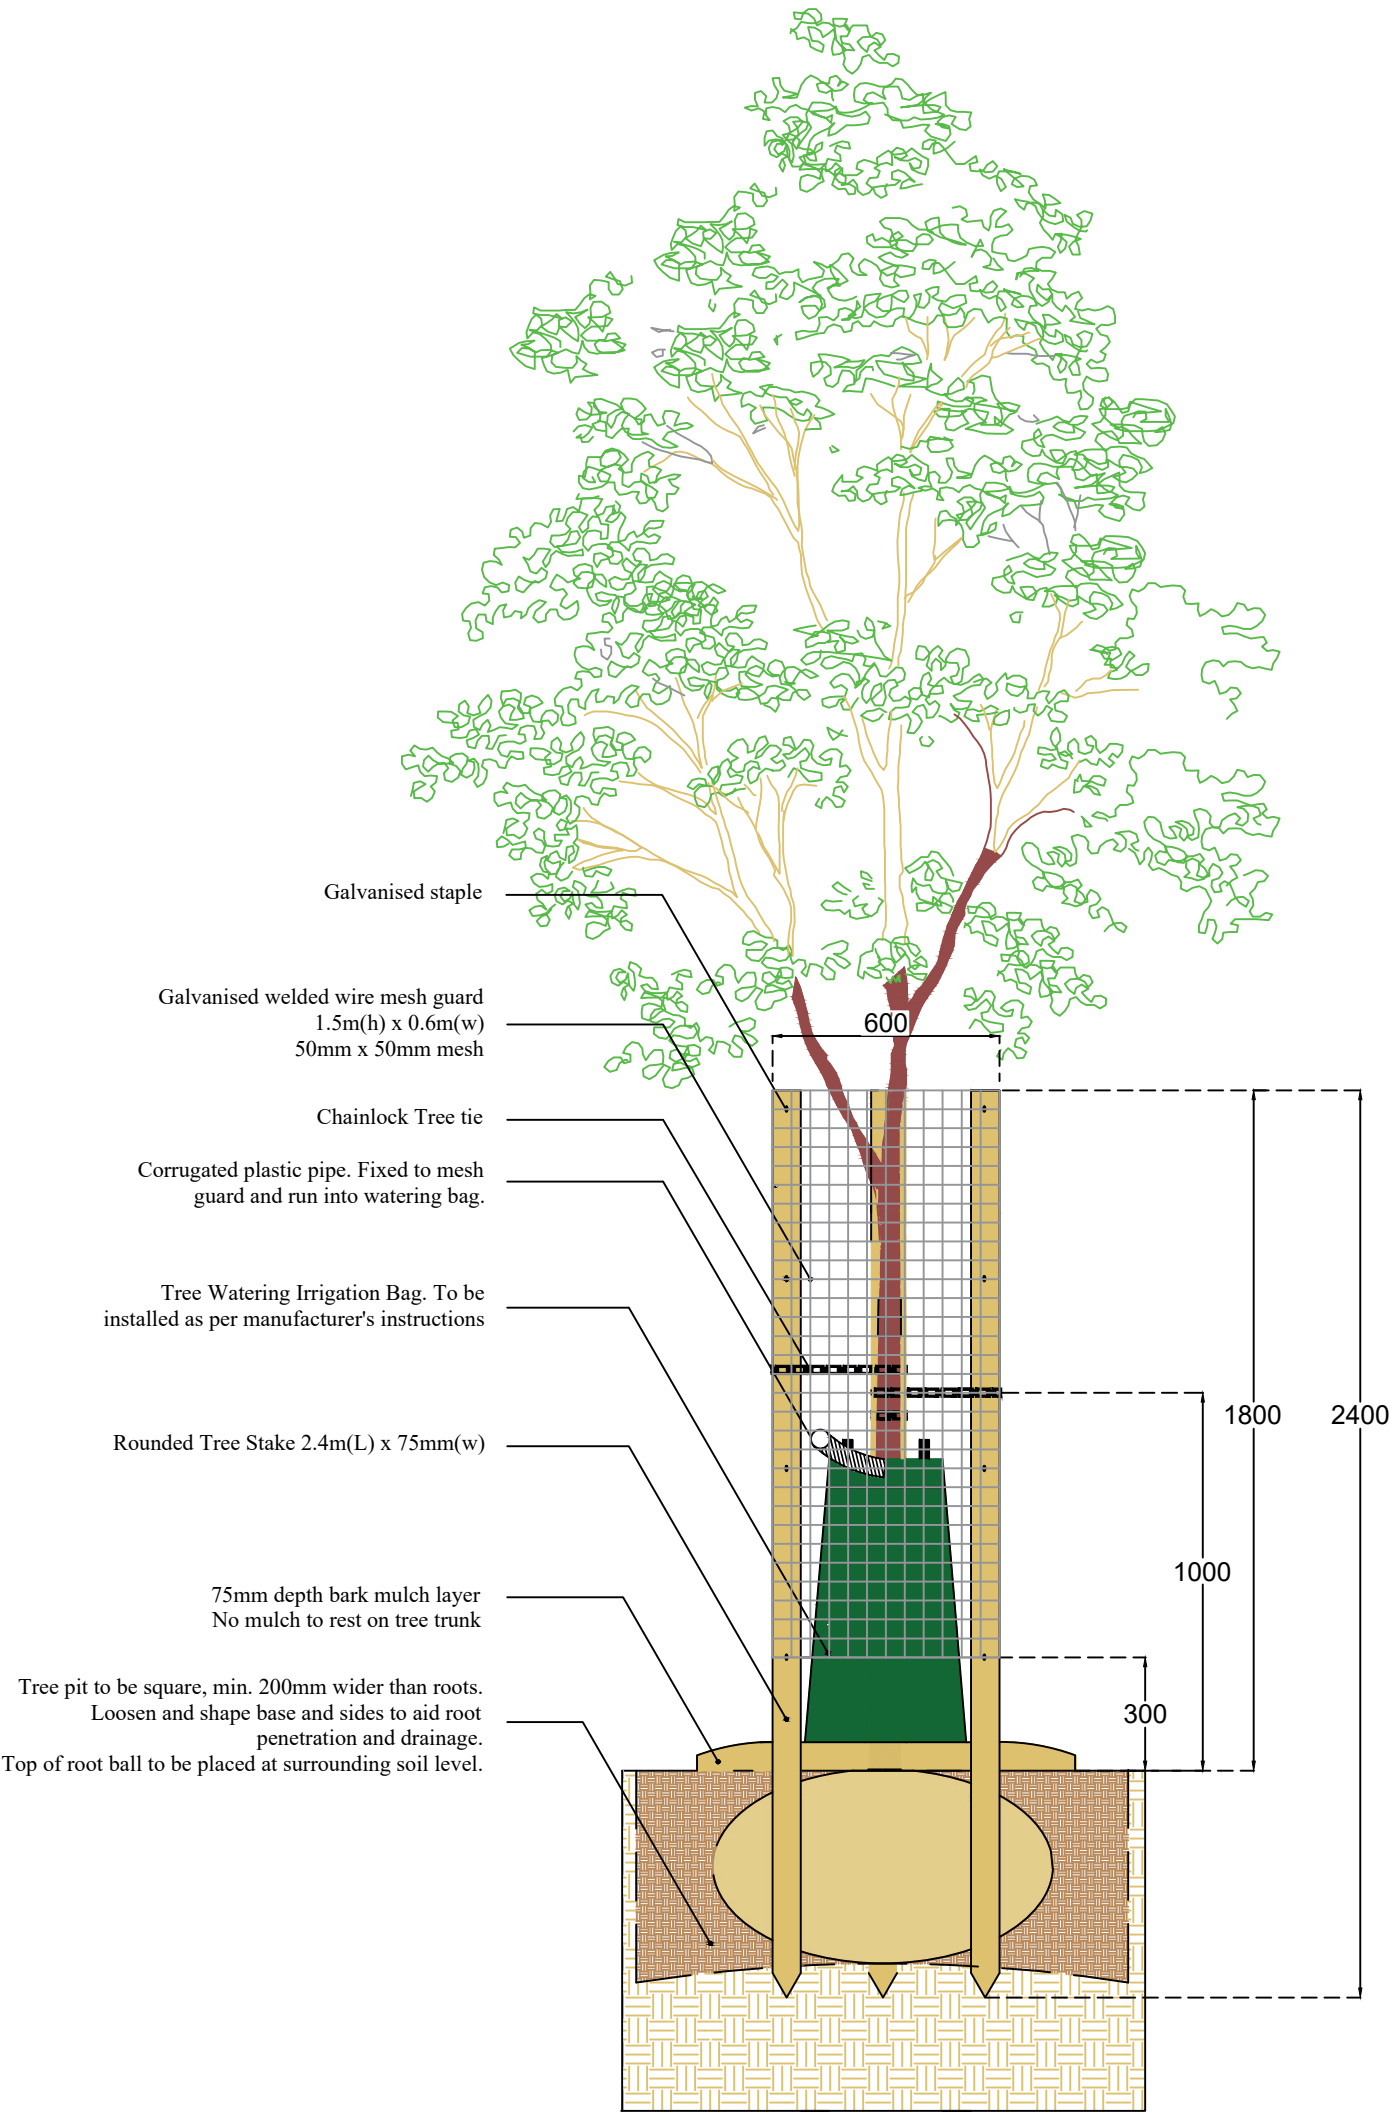 Galvanised staple
Galvanised welded wire mesh guard
1.5m(h) x 0.6m(w)
50mm x 50mm mesh
600
Chainlock Tree tie
Corrugated plastic pipe. Fixed to mesh
guard and run into watering bag.
Tree Watering Irrigation Bag. To be
installed as per manufacturer's instructions
1800
2400
Rounded Tree Stake 2.4m(L) x 75mm(w)
1000
75mm depth bark mulch layer
No mulch to rest on tree trunk
300
Tree pit to be square, min. 200mm wider than roots.
Loosen and shape base and sides to aid root
penetration and drainage.
Top of root ball to be placed at surrounding soil level.